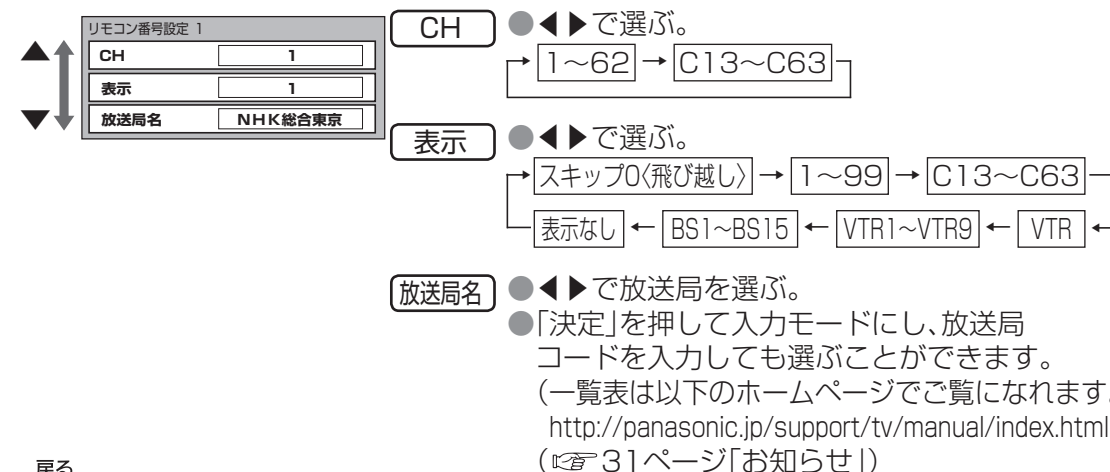 リモコン番号設定 1
CH 1
表示 1
放送局名 NHK総合東京
CH ●◀▶で選ぶ。
1～62 → C13～C63
表示 ●◀▶で選ぶ。
スキップ0〈飛び越し〉 → 1～99 → C13～C63
表示なし ← BS1～BS15 ← VTR1～VTR9 ← VTR ←
放送局名 ●◀▶で放送局を選ぶ。
●｢決定｣を押して入力モードにし､放送局
コードを入力しても選ぶことができます。
(一覧表は以下のホームページでご覧になれます。
http://panasonic.jp/support/tv/manual/index.html
(☞31ページ｢お知らせ｣)
戻る